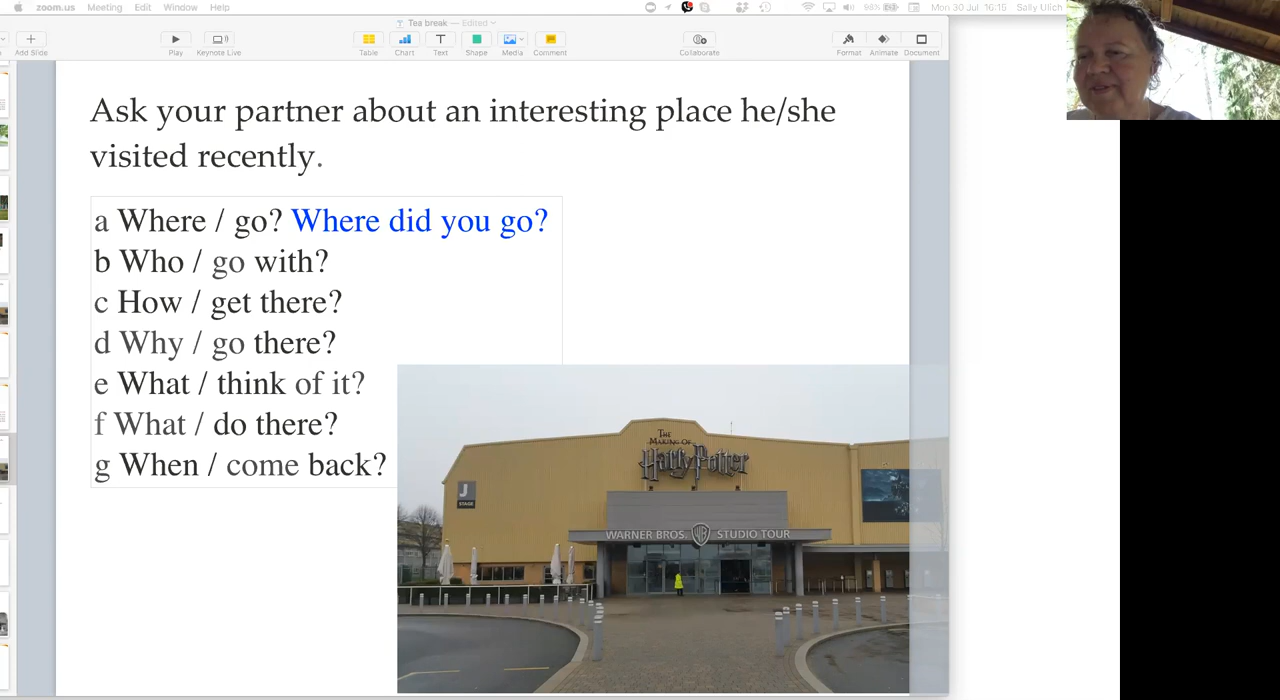 zoom.us Meeting Edit Window Help 98% Mon 30 Jul 16:15 Sally Ulich
Tea break — Edited
Add Slide Play Keynote Live Table Chart Text Shape Media Comment Collaborate Format Animate Document
Ask your partner about an interesting place he/she
visited recently.
a Where / go? Where did you go?
b Who / go with?
c How / get there?
d Why / go there?
e What / think of it?
f What / do there?
g When / come back?
THE
MAKING OF
Harry Potter
J
STAGE
WARNER BROS. WB STUDIO TOUR